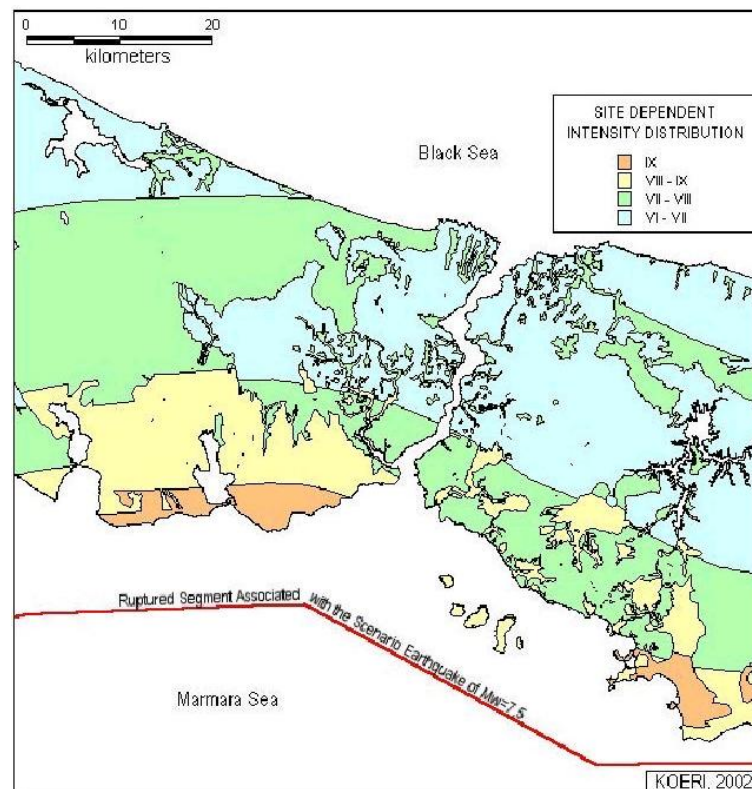 0 10 20
kilometers
SITE DEPENDENT
INTENSITY DISTRIBUTION
IX
VIII - IX
VII - VIII
VI - VII
Black Sea
Ruptured Segment Associated with the Scenario Earthquake of Mw=7.5
Marmara Sea
KOERI, 2002